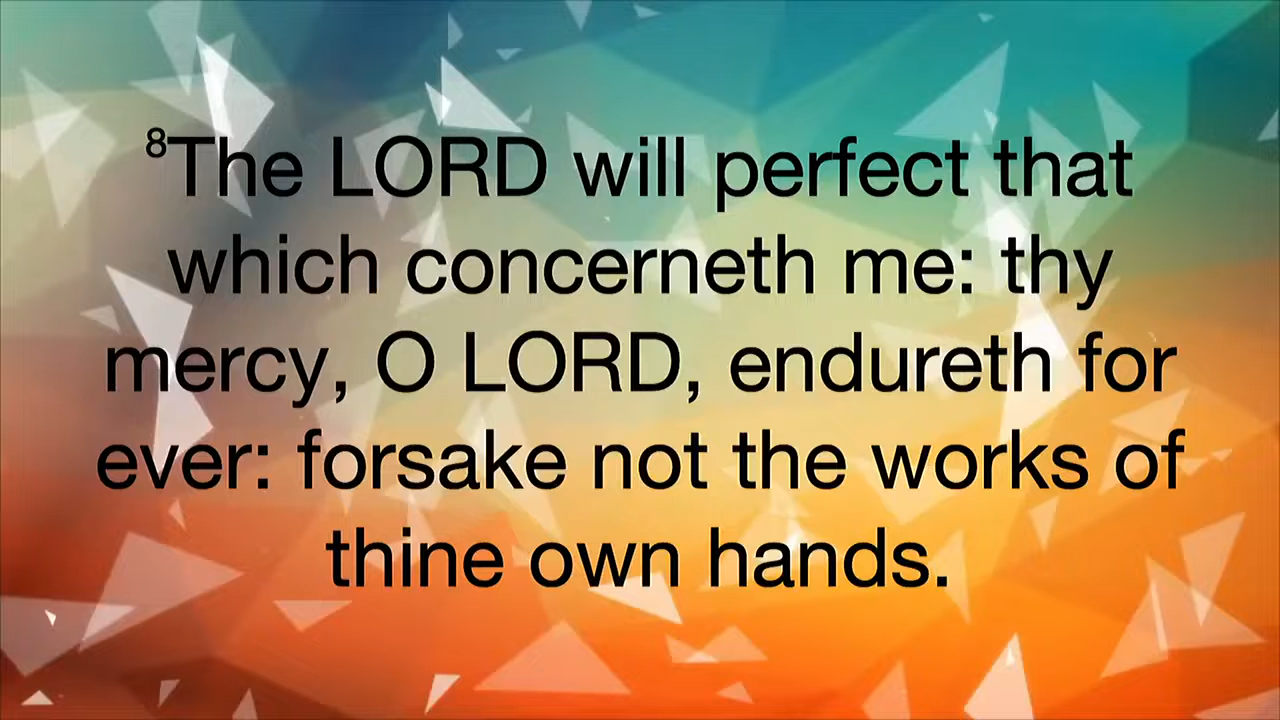 ⁸The LORD will perfect that
which concerneth me: thy
mercy, O LORD, endureth for
ever: forsake not the works of
thine own hands.